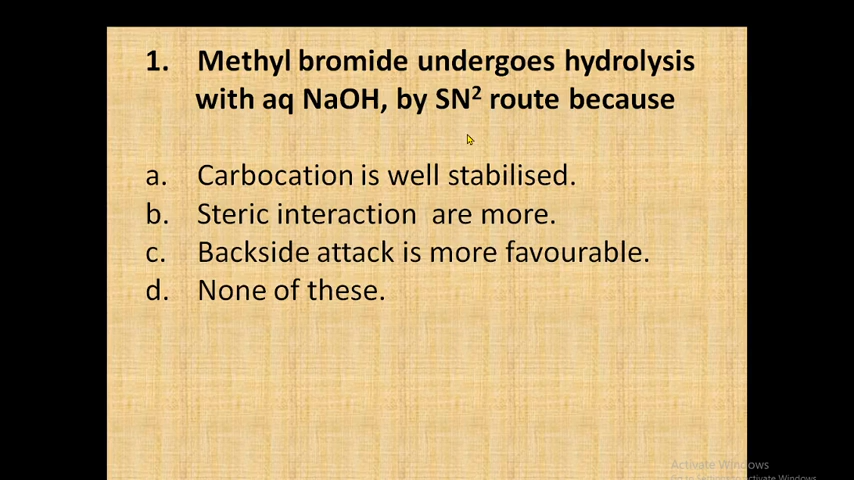 1. Methyl bromide undergoes hydrolysis
with aq NaOH, by SN² route because
a. Carbocation is well stabilised.
b. Steric interaction are more.
c. Backside attack is more favourable.
d. None of these.
Activate Windows